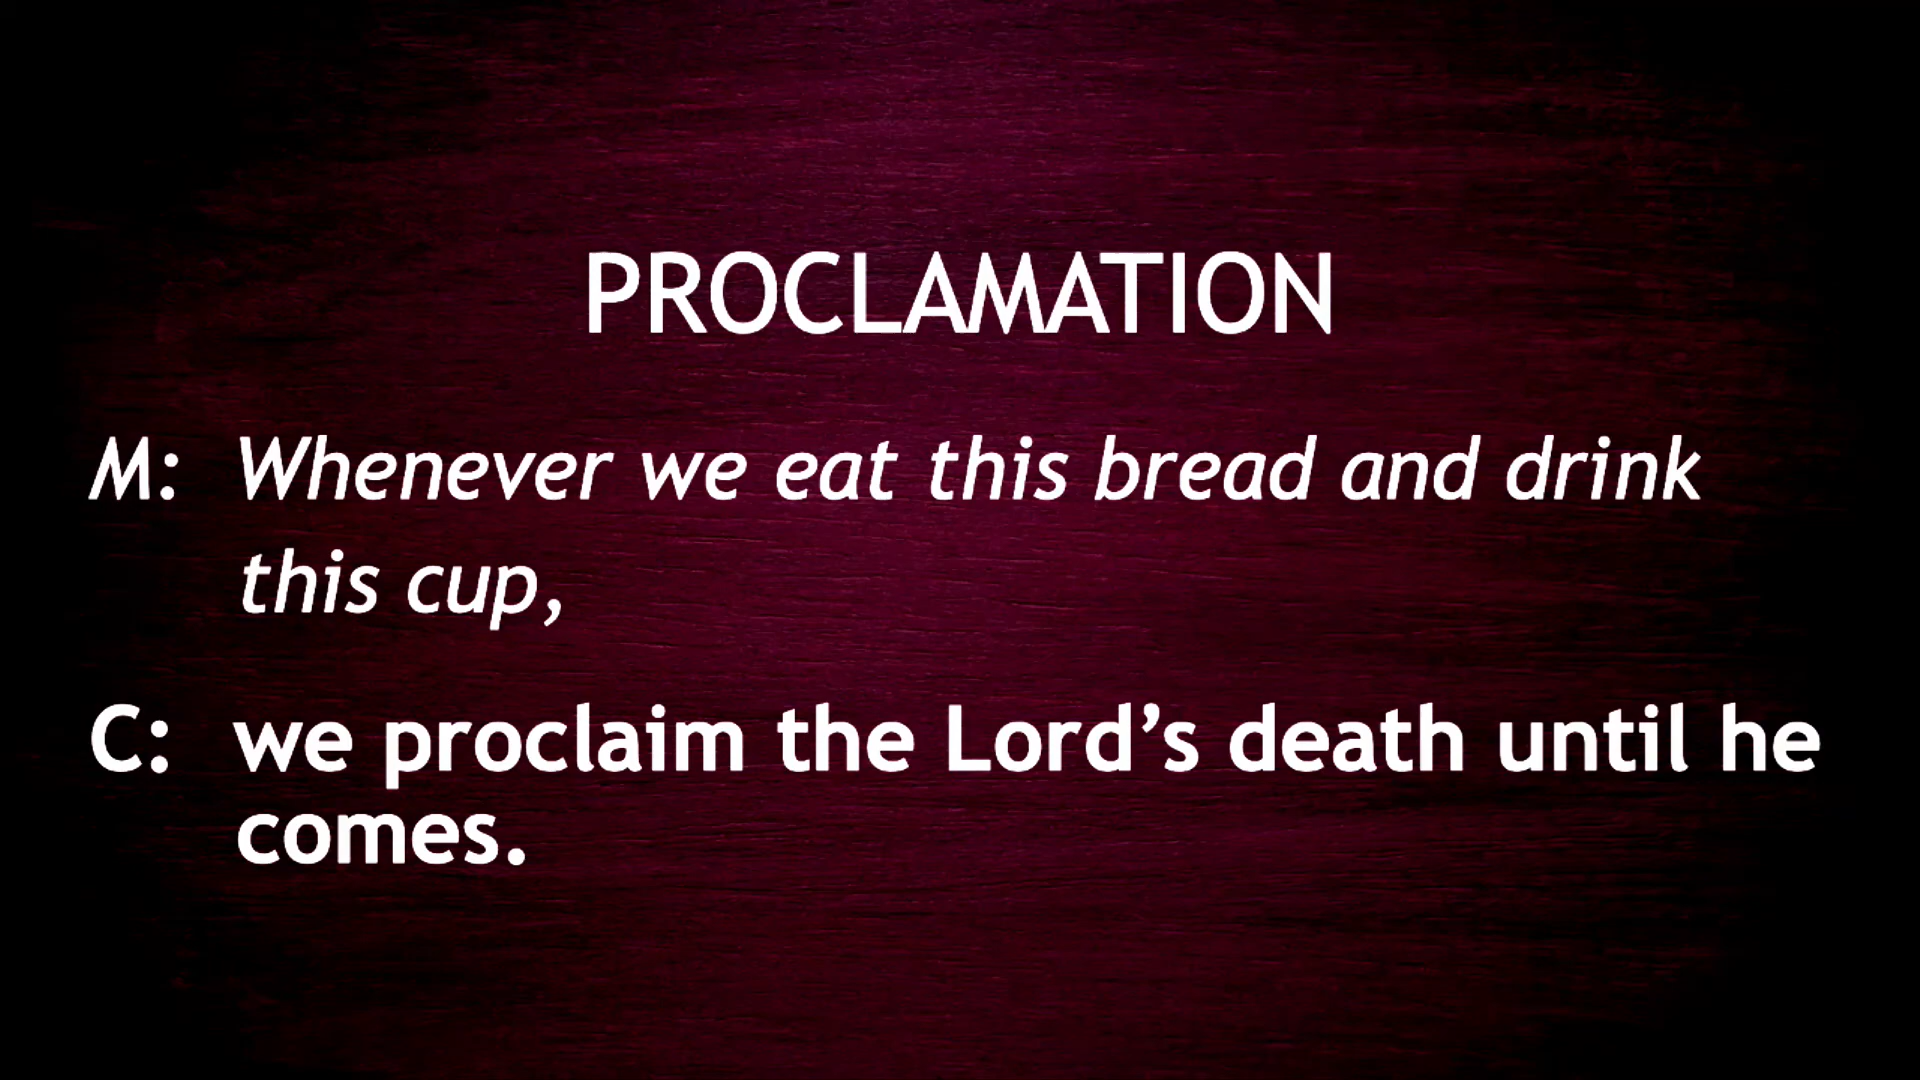 PROCLAMATION
M: Whenever we eat this bread and drink
this cup,
C: we proclaim the Lord’s death until he
comes.